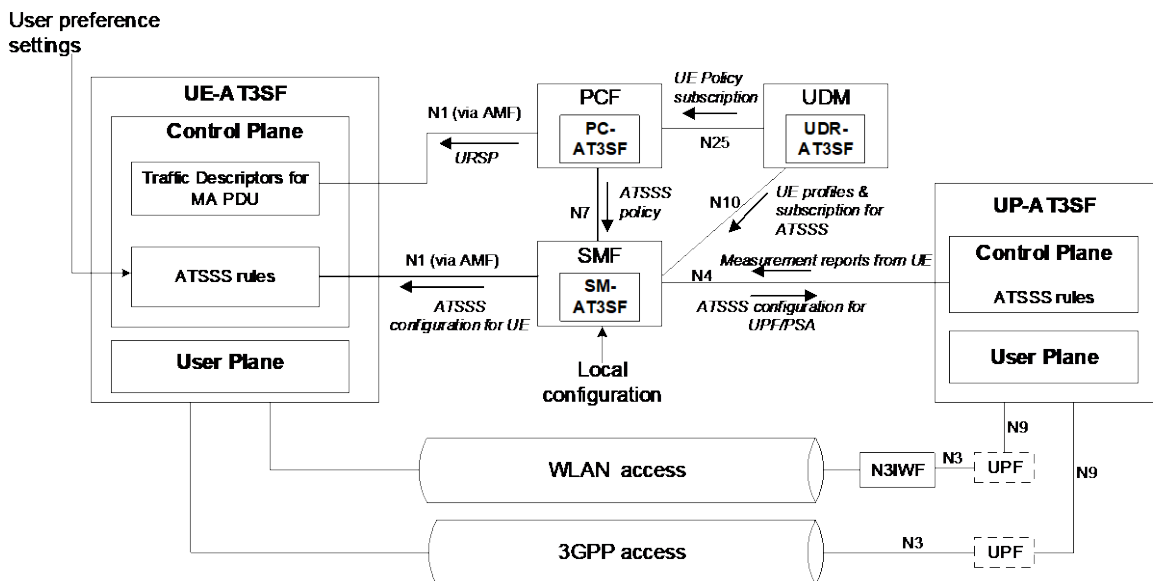 User preference
settings
UE-AT3SF
Control Plane
Traffic Descriptors for
MA PDU
ATSSS rules
User Plane
N1 (via AMF)
URSP
PCF
PC-
AT3SF
UE Policy
subscription
N25
UDM
UDR-
AT3SF
N7
ATSSS
policy
N10
UE profiles &
subscription for
ATSSS
N1 (via AMF)
ATSSS
configuration for UE
SMF
SM-
AT3SF
Local
configuration
Measurement reports from UE
N4
ATSSS configuration for
UPF/PSA
UP-AT3SF
Control Plane
ATSSS rules
User Plane
WLAN access
N3IWF
N3
UPF
N9
N9
3GPP access
N3
UPF